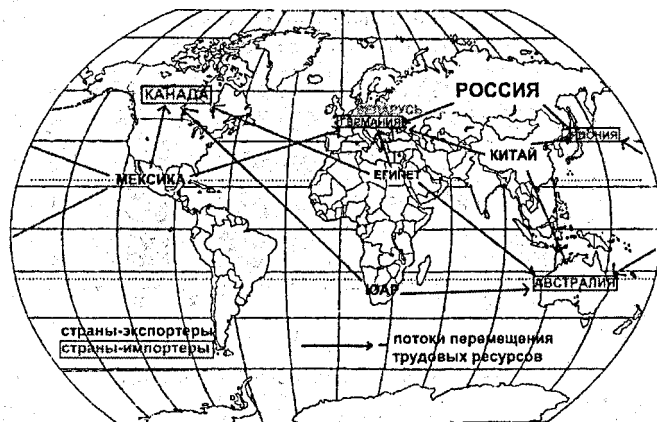 КАНАДА
РОССИЯ
БЕЛАРУСЬ
ГЕРМАНИЯ
ЯПОНИЯ
КИТАЙ
МЕКСИКА
ЕГИПЕТ
ЮАР
АВСТРАЛИЯ
страны-экспортеры
страны-импортеры
- потоки перемещения
трудовых ресурсов